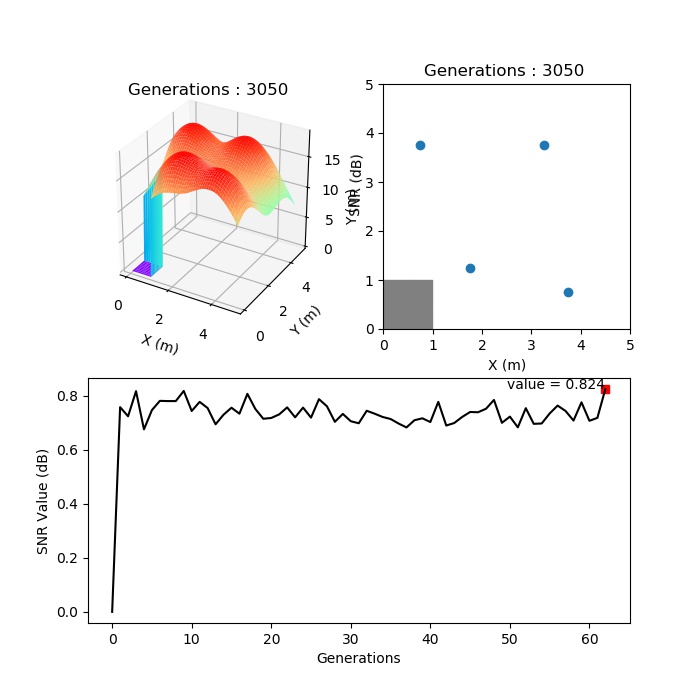 Generations : 3050
15
10
5
0
SNR (dB)
0
2
4
X (m)
0
2
4
Y (m)
Generations : 3050
5
4
3
2
1
0
Y (m)
0 1 2 3 4 5
X (m)
value = 0.824
0.8
0.6
0.4
0.2
0.0
SNR Value (dB)
0 10 20 30 40 50 60
Generations